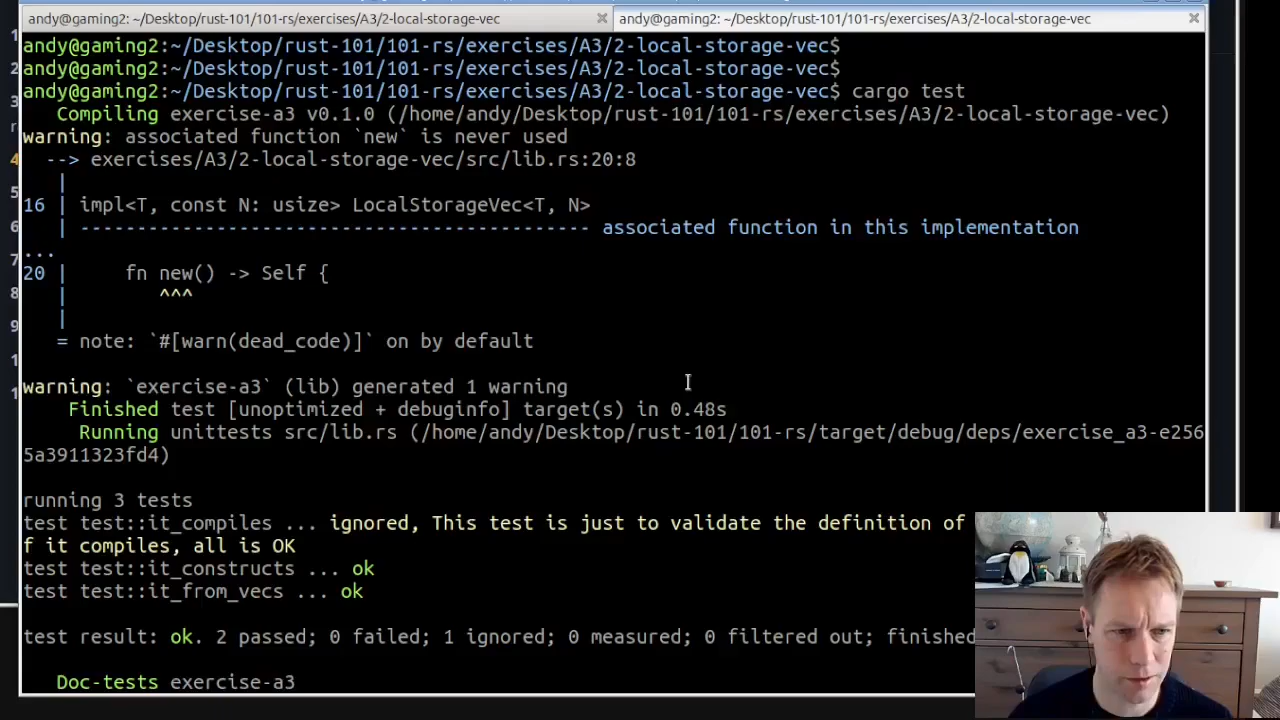 andy@gaming2: ~/Desktop/rust-101/101-rs/exercises/A3/2-local-storage-vec
andy@gaming2: ~/Desktop/rust-101/101-rs/exercises/A3/2-local-storage-vec
andy@gaming2:~/Desktop/rust-101/101-rs/exercises/A3/2-local-storage-vec$
andy@gaming2:~/Desktop/rust-101/101-rs/exercises/A3/2-local-storage-vec$
andy@gaming2:~/Desktop/rust-101/101-rs/exercises/A3/2-local-storage-vec$ cargo test
Compiling exercise-a3 v0.1.0 (/home/andy/Desktop/rust-101/101-rs/exercises/A3/2-local-storage-vec)
warning: associated function `new` is never used
--> exercises/A3/2-local-storage-vec/src/lib.rs:20:8
|
16 | impl<T, const N: usize> LocalStorageVec<T, N>
| --------------------------------------------- associated function in this implementation
...
20 |     fn new() -> Self {
|        ^^^
|
= note: `#[warn(dead_code)]` on by default
warning: `exercise-a3` (lib) generated 1 warning
Finished test [unoptimized + debuginfo] target(s) in 0.48s
Running unittests src/lib.rs (/home/andy/Desktop/rust-101/101-rs/target/debug/deps/exercise_a3-e256
5a3911323fd4)
running 3 tests
test test::it_compiles ... ignored, This test is just to validate the definition of
f it compiles, all is OK
test test::it_constructs ... ok
test test::it_from_vecs ... ok
test result: ok. 2 passed; 0 failed; 1 ignored; 0 measured; 0 filtered out; finished
Doc-tests exercise-a3